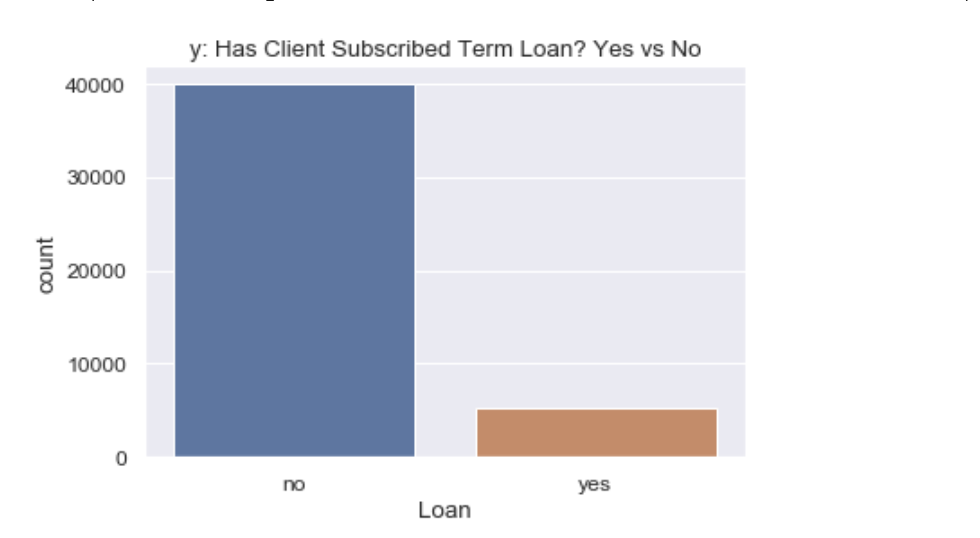 y: Has Client Subscribed Term Loan? Yes vs No
40000
30000
20000
10000
0
count
no yes
Loan